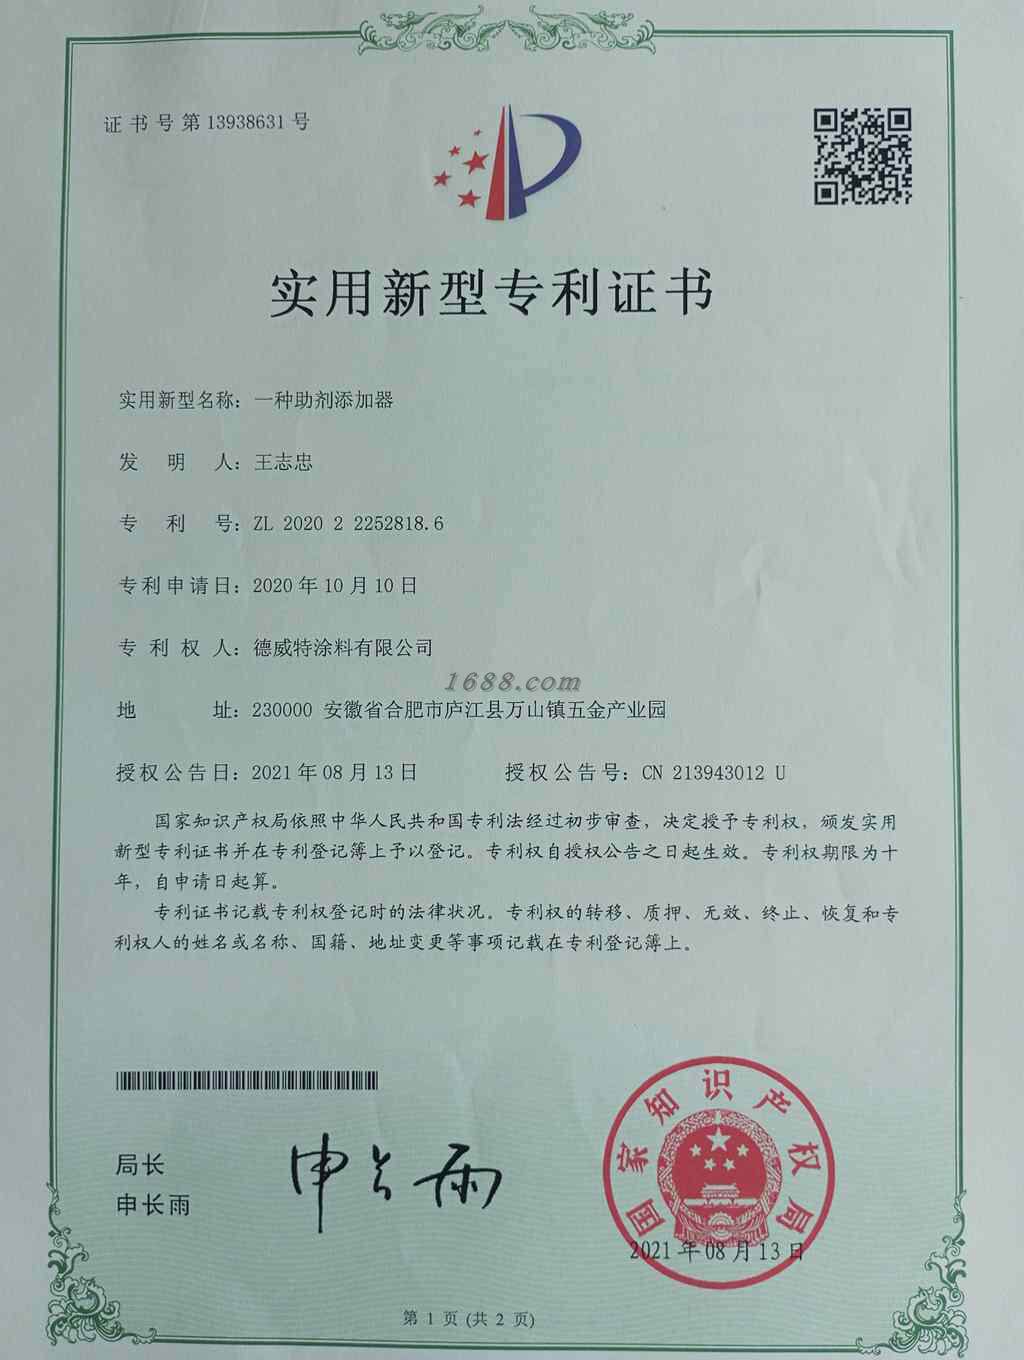 证书号第13938631号
实用新型专利证书
实用新型名称：一种助剂添加器
发明人：王志忠
专利号：ZL 2020 2 2252818.6
专利申请日：2020年10月10日
专利权人：德威特涂料有限公司
1688.com
地址：230000 安徽省合肥市庐江县万山镇五金产业园
授权公告日：2021年08月13日 授权公告号：CN 213943012 U
国家知识产权局依照中华人民共和国专利法经过初步审查，决定授予专利权，颁发实用
新型专利证书并在专利登记簿上予以登记。专利权自授权公告之日起生效。专利权期限为十
年，自申请日起算。
专利证书记载专利权登记时的法律状况。专利权的转移、质押、无效、终止、恢复和专
利权人的姓名或名称、国籍、地址变更等事项记载在专利登记簿上。
局长
申长雨
申长雨
国家知识产权局
2021年08月13日
第 1 页 (共 2 页)